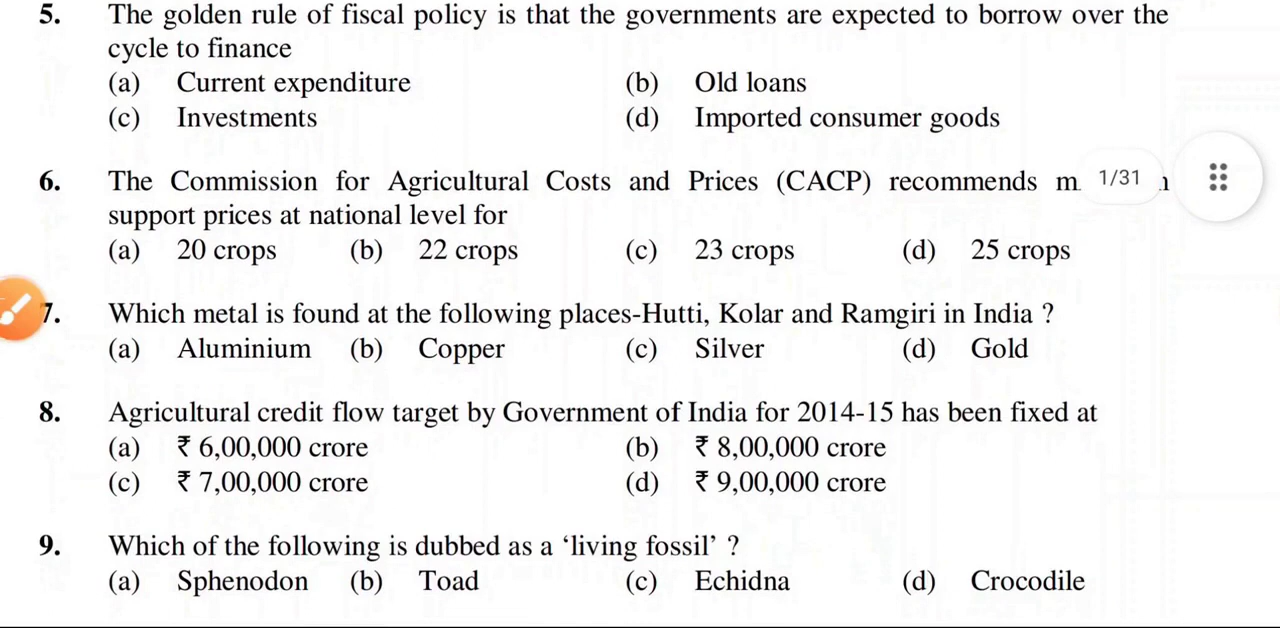 5. The golden rule of fiscal policy is that the governments are expected to borrow over the
cycle to finance
(a) Current expenditure (b) Old loans
(c) Investments (d) Imported consumer goods
6. The Commission for Agricultural Costs and Prices (CACP) recommends 1/31
support prices at national level for
(a) 20 crops (b) 22 crops (c) 23 crops (d) 25 crops
7. Which metal is found at the following places-Hutti, Kolar and Ramgiri in India ?
(a) Aluminium (b) Copper (c) Silver (d) Gold
8. Agricultural credit flow target by Government of India for 2014-15 has been fixed at
(a) ₹ 6,00,000 crore (b) ₹ 8,00,000 crore
(c) ₹ 7,00,000 crore (d) ₹ 9,00,000 crore
9. Which of the following is dubbed as a ‘living fossil’ ?
(a) Sphenodon (b) Toad (c) Echidna (d) Crocodile